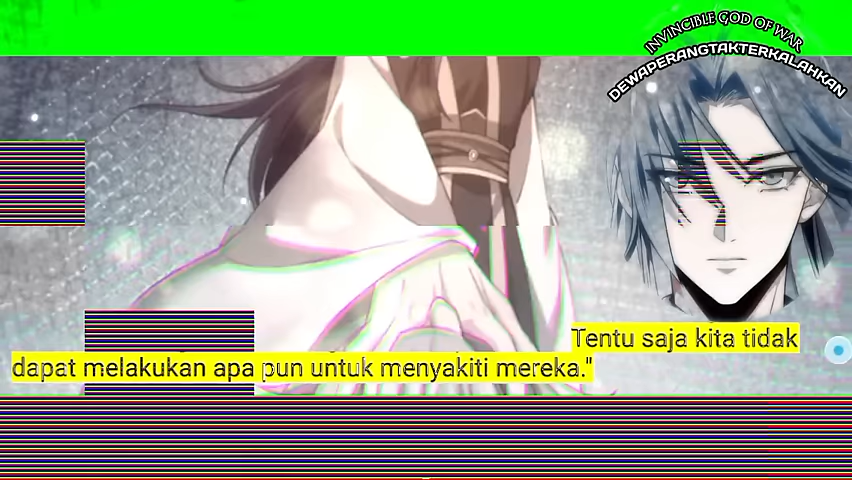 INVINCIBLE GOD OF WAR
DEWAPERANGTAKTERKALAHKAN
Tentu saja kita tidak
dapat melakukan apa pun untuk menyakiti mereka."